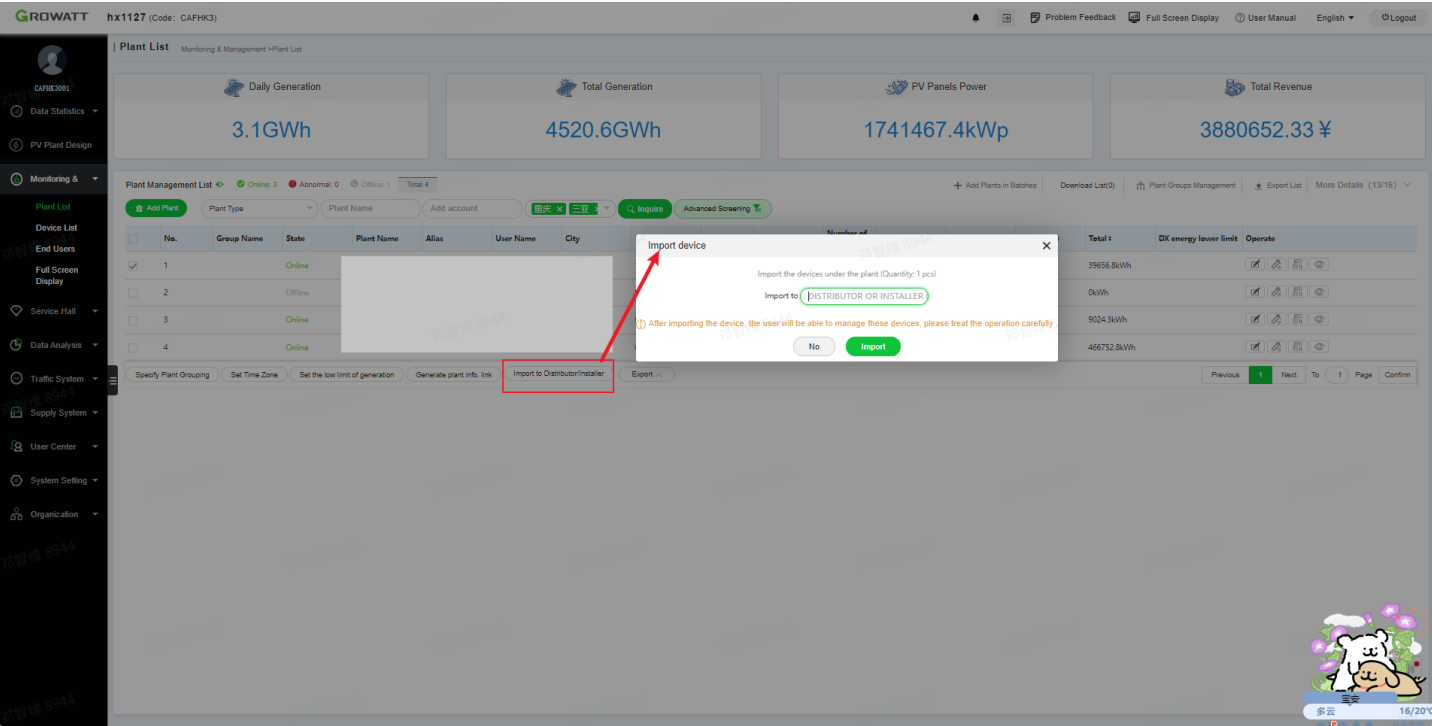 GROWATT hx1127 (Code: CAFHK3) Problem Feedback Full Screen Display User Manual English Logout
Plant List Monitoring & Management >Plant List
CAFHK3001
Data Statistics
PV Plant Design
Monitoring &
Plant List
Device List
End Users
Full Screen
Display
Service Hall
Data Analysis
Traffic System
Supply System
User Center
System Setting
Organization
Daily Generation Total Generation PV Panels Power Total Revenue
3.1GWh 4520.6GWh 1741467.4kWp 3880652.33 ¥
Plant Management List Online: 3 Abnormal: 0 Offline: 1 Total 4 Add Plants in Batches Download List(0) Plant Groups Management Export List More Details (13/16)
Add Plant Plant Type Plant Name Add account 重庆 × 三亚 Inquire Advanced Screening
No. Group Name State Plant Name Alias User Name City Number of Total DX energy lower limit Operate
1 Online 39656.8kWh
2 Offline 0kWh
3 Online 9024.3kWh
4 Online 466752.8kWh
Import device ×
Import the devices under the plant (Quantity: 1 pcs)
Import to DISTRIBUTOR OR INSTALLER
After importing the device, the user will be able to manage these devices, please treat the operation carefully
No Import
Specify Plant Grouping Set Time Zone Set the low limit of generation Generate plant info. link Import to Distributor/Installer Export Previous 1 Next To 1 Page Confirm
邓智维 8944
宝安
多云 16/20℃